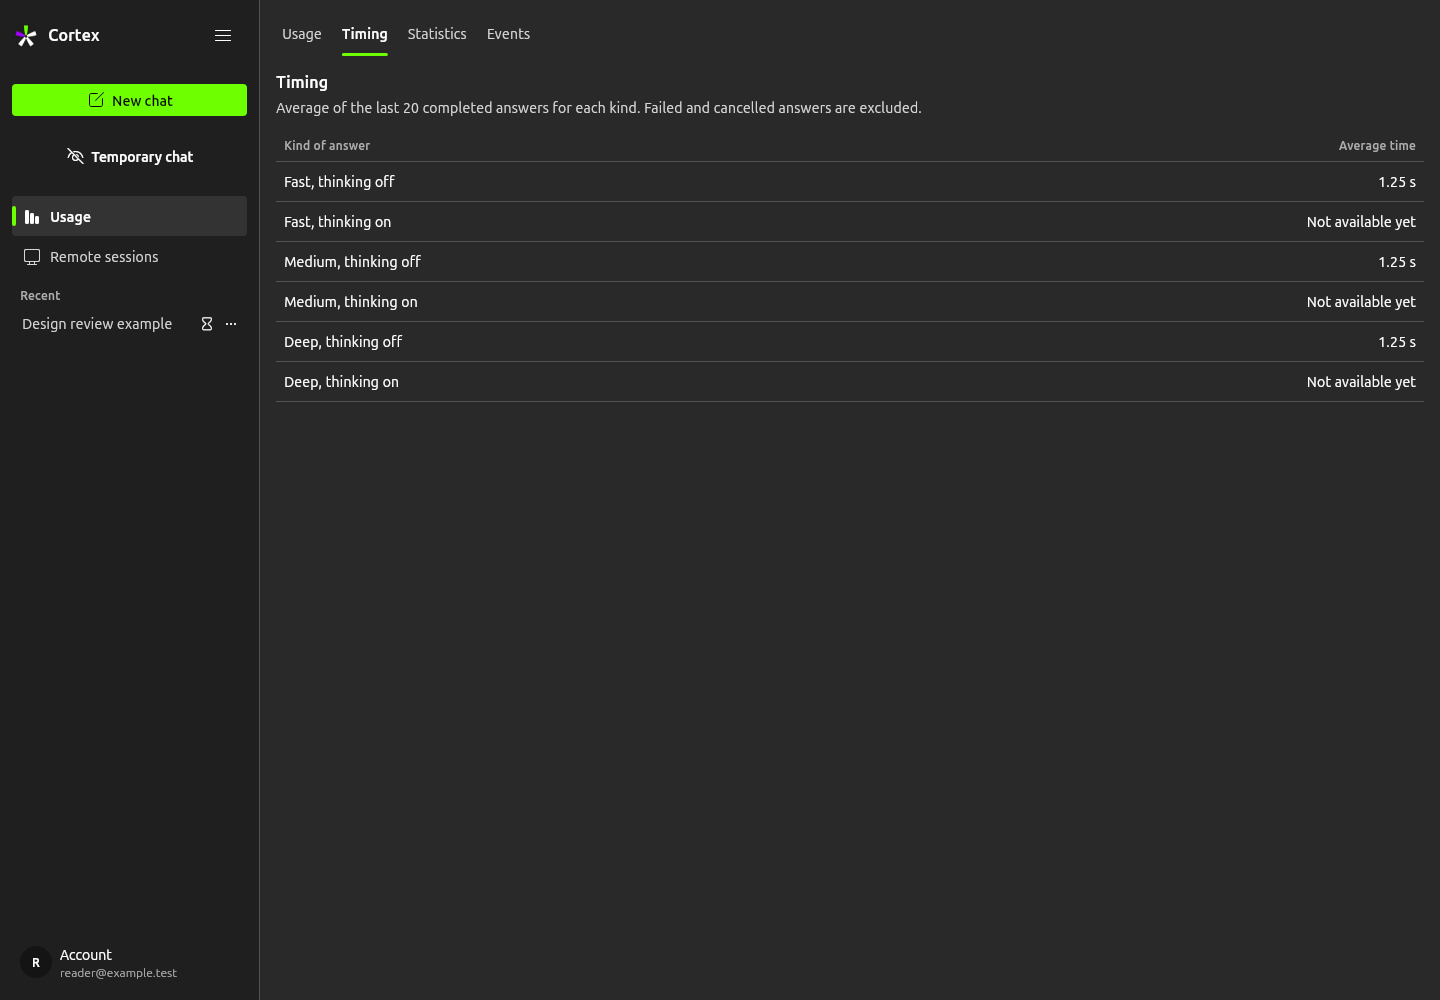 Cortex
New chat
Temporary chat
Usage
Remote sessions
Recent
Design review example
R
Account
reader@example.test
Usage Timing Statistics Events
Timing
Average of the last 20 completed answers for each kind. Failed and cancelled answers are excluded.
Kind of answer Average time
Fast, thinking off 1.25 s
Fast, thinking on Not available yet
Medium, thinking off 1.25 s
Medium, thinking on Not available yet
Deep, thinking off 1.25 s
Deep, thinking on Not available yet